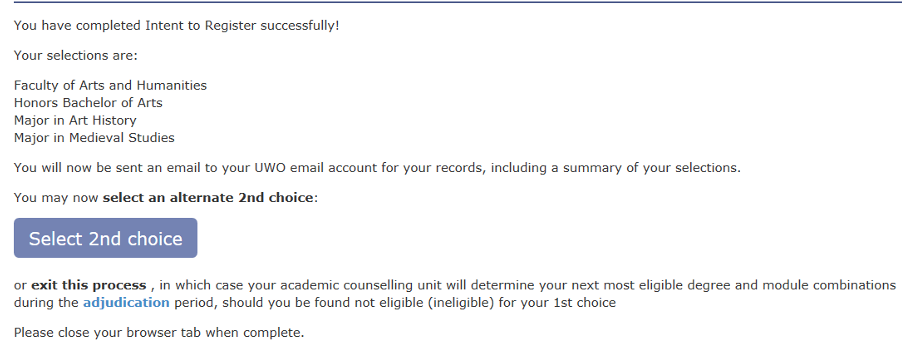 You have completed Intent to Register successfully!
Your selections are:
Faculty of Arts and Humanities
Honors Bachelor of Arts
Major in Art History
Major in Medieval Studies
You will now be sent an email to your UWO email account for your records, including a summary of your selections.
You may now select an alternate 2nd choice:
Select 2nd choice
or exit this process , in which case your academic counselling unit will determine your next most eligible degree and module combinations
during the adjudication period, should you be found not eligible (ineligible) for your 1st choice
Please close your browser tab when complete.